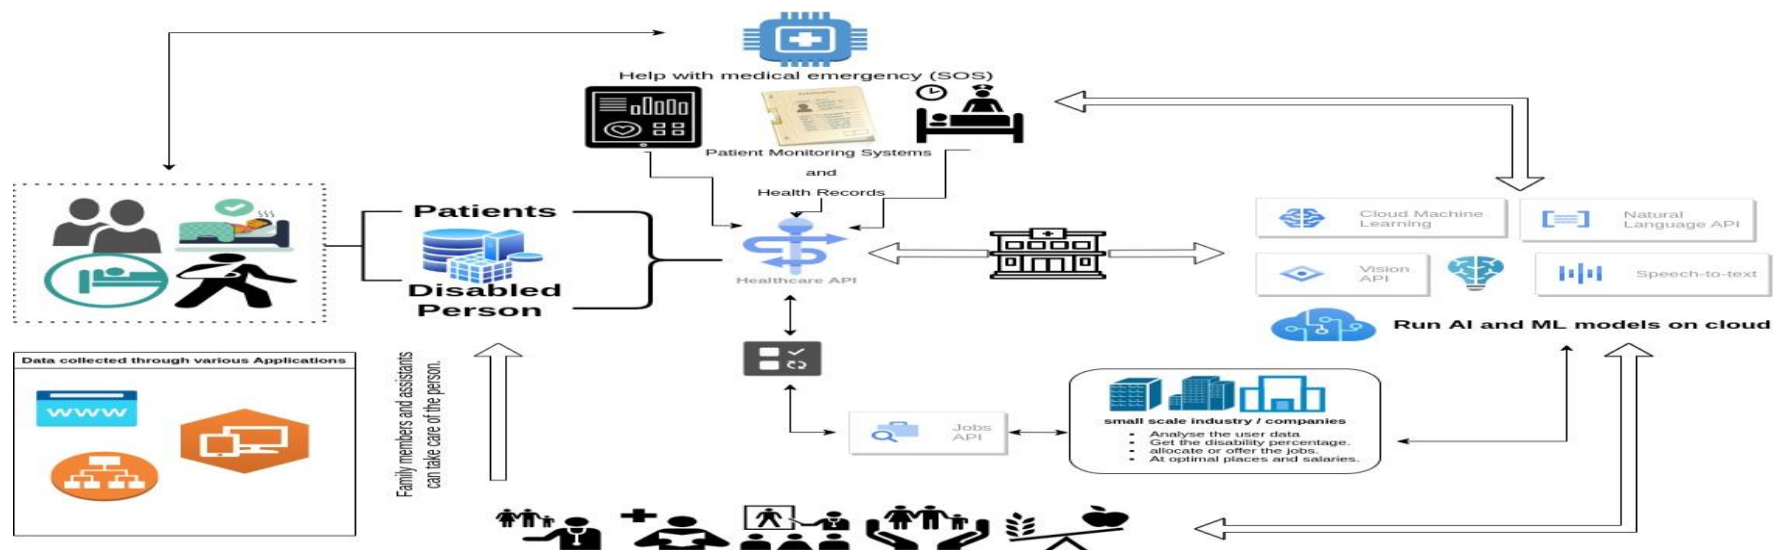 Help with medical emergency (SOS)
Patient Monitoring Systems
and
Health Records
Patients
Disabled
Person
Healthcare API
Cloud Machine
Learning
Natural
Language API
Vision
API
Speech-to-text
Run AI and ML models on cloud
Data collected through various Applications
WWW
Family members and assistants
can take care of the person.
Jobs
API
small scale industry / companies
Analyse the user data
Get the disability percentage.
allocate or offer the jobs.
At optimal places and salaries.